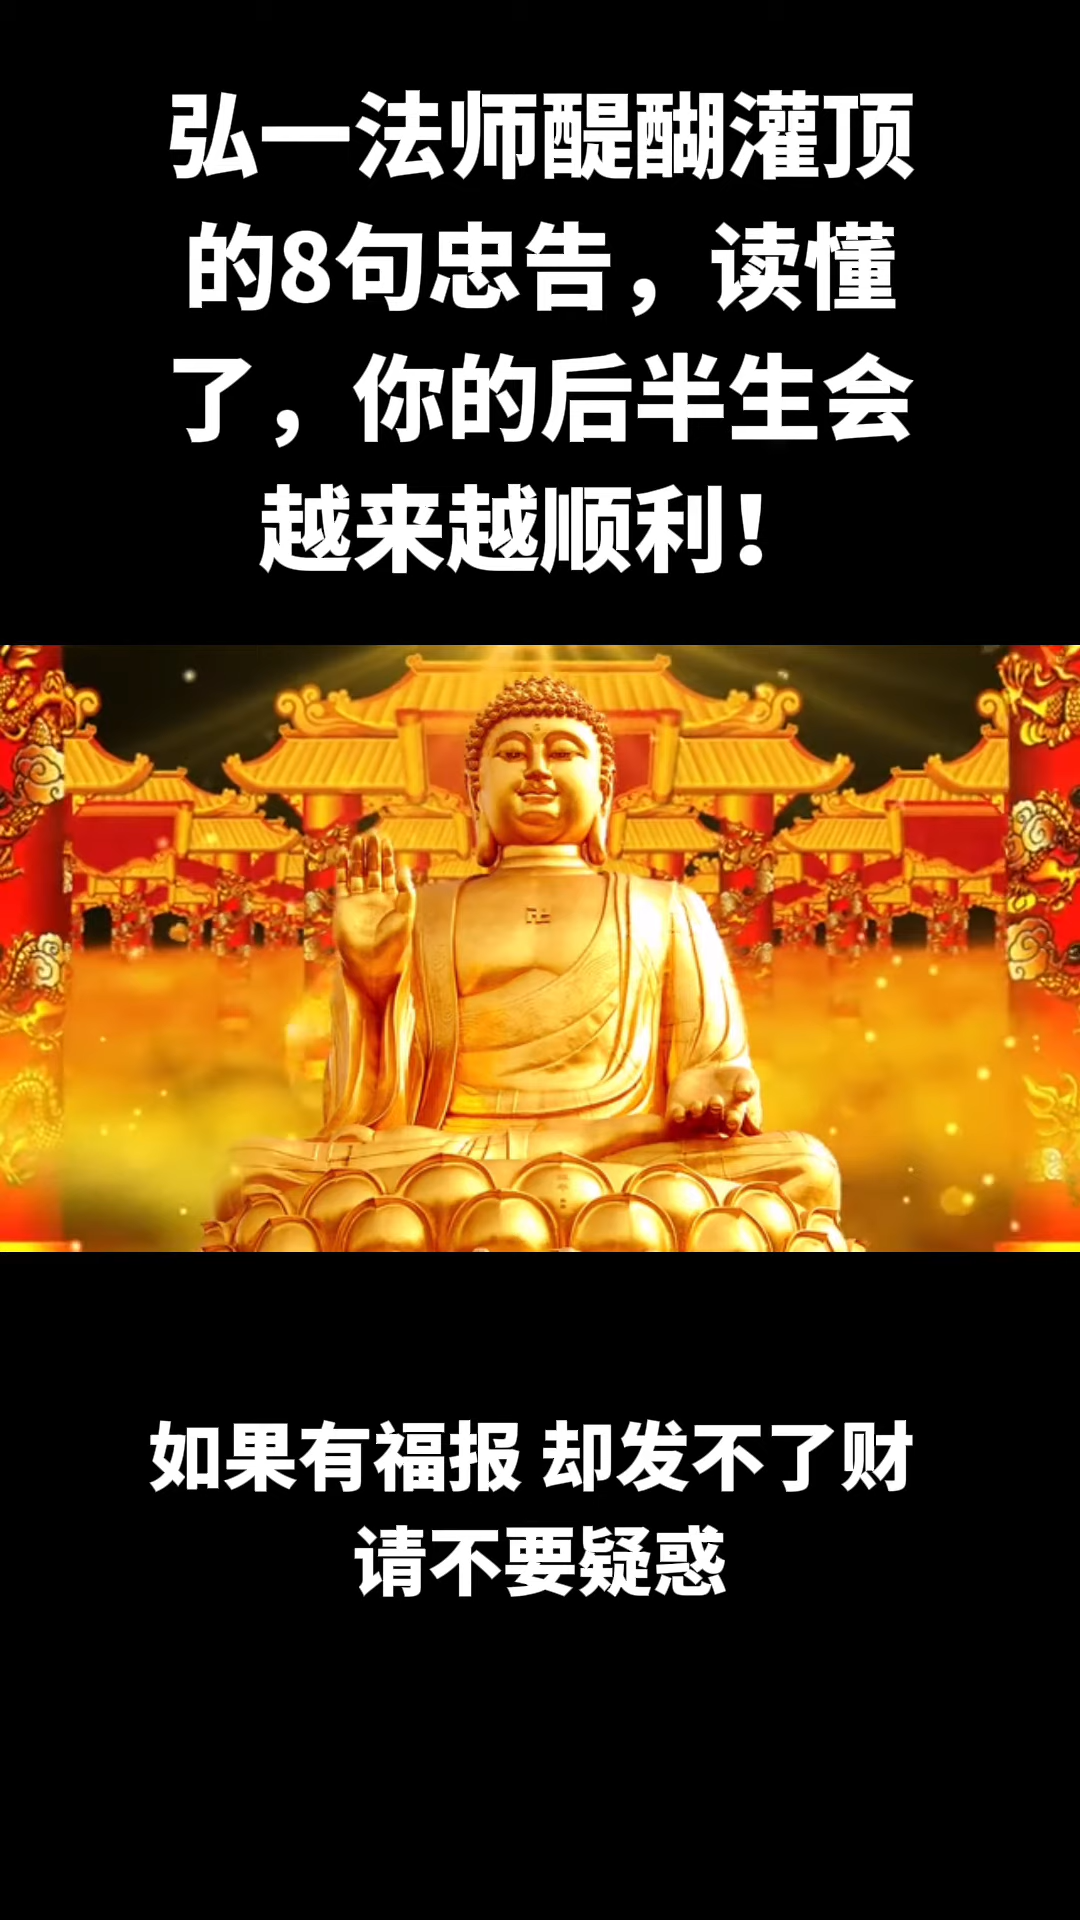 弘一法师醍醐灌顶
的8句忠告，读懂
了，你的后半生会
越来越顺利！
卍
如果有福报 却发不了财
请不要疑惑